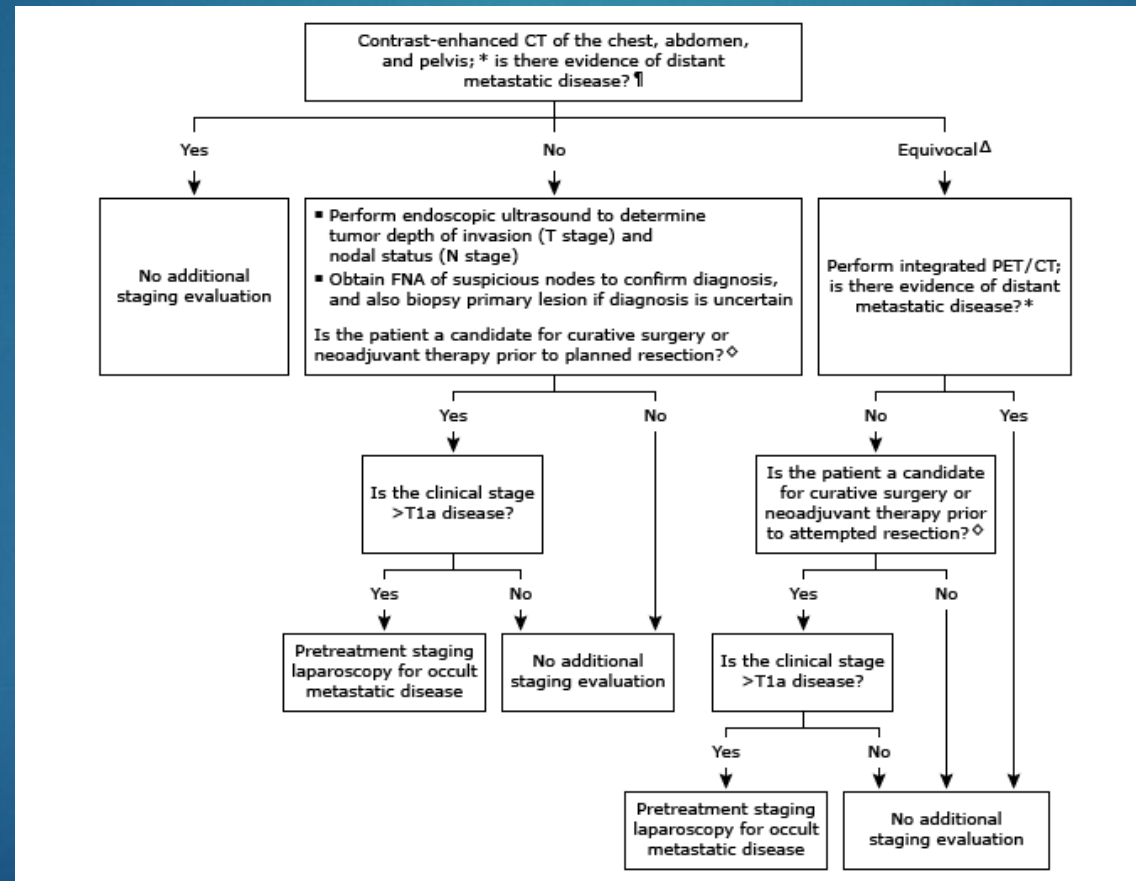 Contrast-enhanced CT of the chest, abdomen,
and pelvis; * is there evidence of distant
metastatic disease? ¶
Yes
No
Equivocal Δ
No additional
staging evaluation
▪ Perform endoscopic ultrasound to determine
tumor depth of invasion (T stage) and
nodal status (N stage)
▪ Obtain FNA of suspicious nodes to confirm diagnosis,
and also biopsy primary lesion if diagnosis is uncertain
Is the patient a candidate for curative surgery or
neoadjuvant therapy prior to planned resection? ◇
Perform integrated PET/CT;
is there evidence of distant
metastatic disease?*
Yes
No
No
Yes
Is the clinical stage
>T1a disease?
Is the patient a candidate
for curative surgery or
neoadjuvant therapy prior
to attempted resection? ◇
Yes
No
Yes
No
Pretreatment staging
laparoscopy for occult
metastatic disease
No additional
staging evaluation
Is the clinical stage
>T1a disease?
Yes
No
Pretreatment staging
laparoscopy for occult
metastatic disease
No additional
staging evaluation